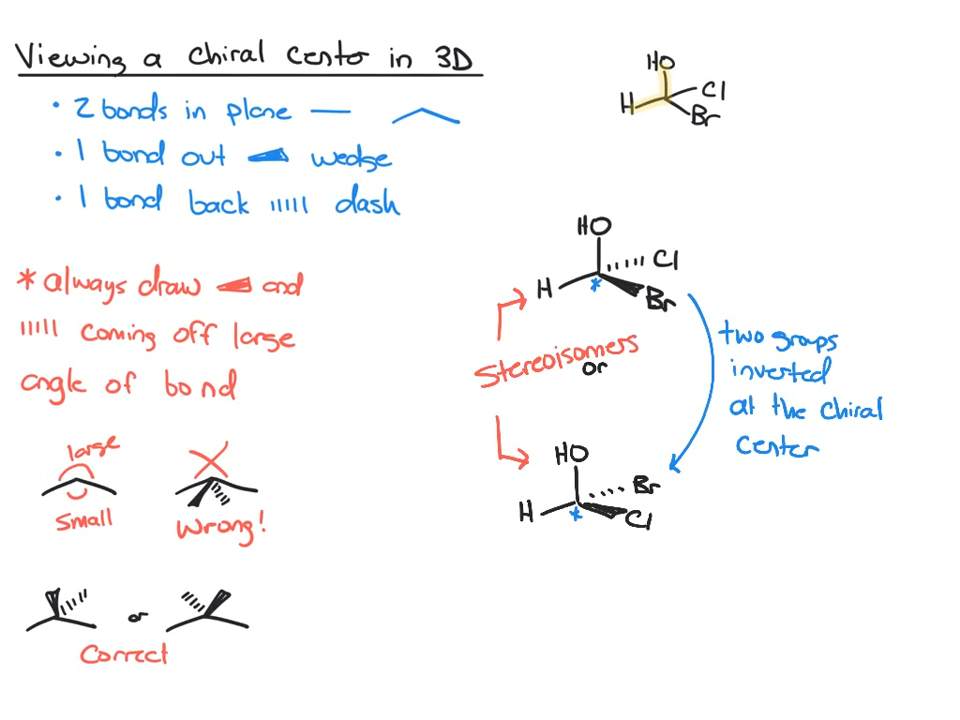 Viewing a Chiral Center in 3D
• 2 bonds in plane —
• 1 bond out wedge
• 1 bond back ||||| dash
* always draw and
||||| coming off large
angle of bond
large
small
X
Wrong!
or
Correct
HO
H
Cl
Br
HO
H
Cl
Br
*
Stereoisomers
or
HO
H
Br
Cl
*
two groups
inverted
at the chiral
center